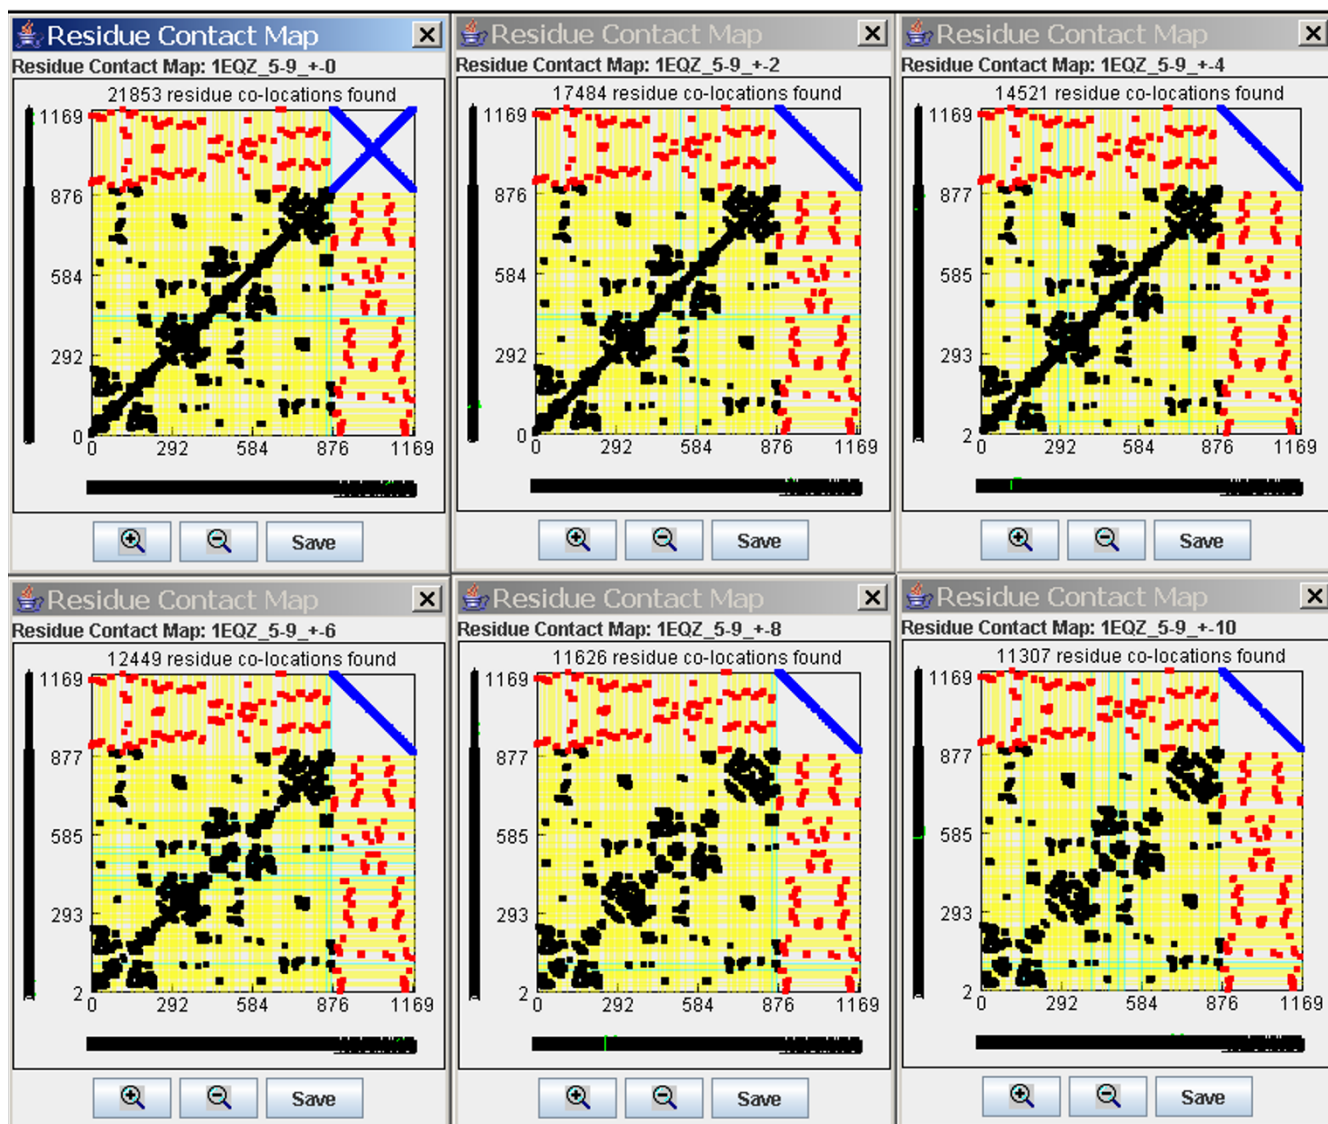 Residue Contact Map
Residue Contact Map: 1EQZ_5-9_+-0
21853 residue co-locations found
1169
876
584
292
0
0 292 584 876 1169
Save
Residue Contact Map
Residue Contact Map: 1EQZ_5-9_+-2
17484 residue co-locations found
1169
876
584
292
0
0 292 584 876 1169
Save
Residue Contact Map
Residue Contact Map: 1EQZ_5-9_+-4
14521 residue co-locations found
1169
877
585
293
2
0 292 584 876 1169
Save
Residue Contact Map
Residue Contact Map: 1EQZ_5-9_+-6
12449 residue co-locations found
1169
877
585
293
2
0 292 584 876 1169
Save
Residue Contact Map
Residue Contact Map: 1EQZ_5-9_+-8
11626 residue co-locations found
1169
877
585
293
2
0 292 584 876 1169
Save
Residue Contact Map
Residue Contact Map: 1EQZ_5-9_+-10
11307 residue co-locations found
1169
877
585
293
2
0 292 584 876 1169
Save